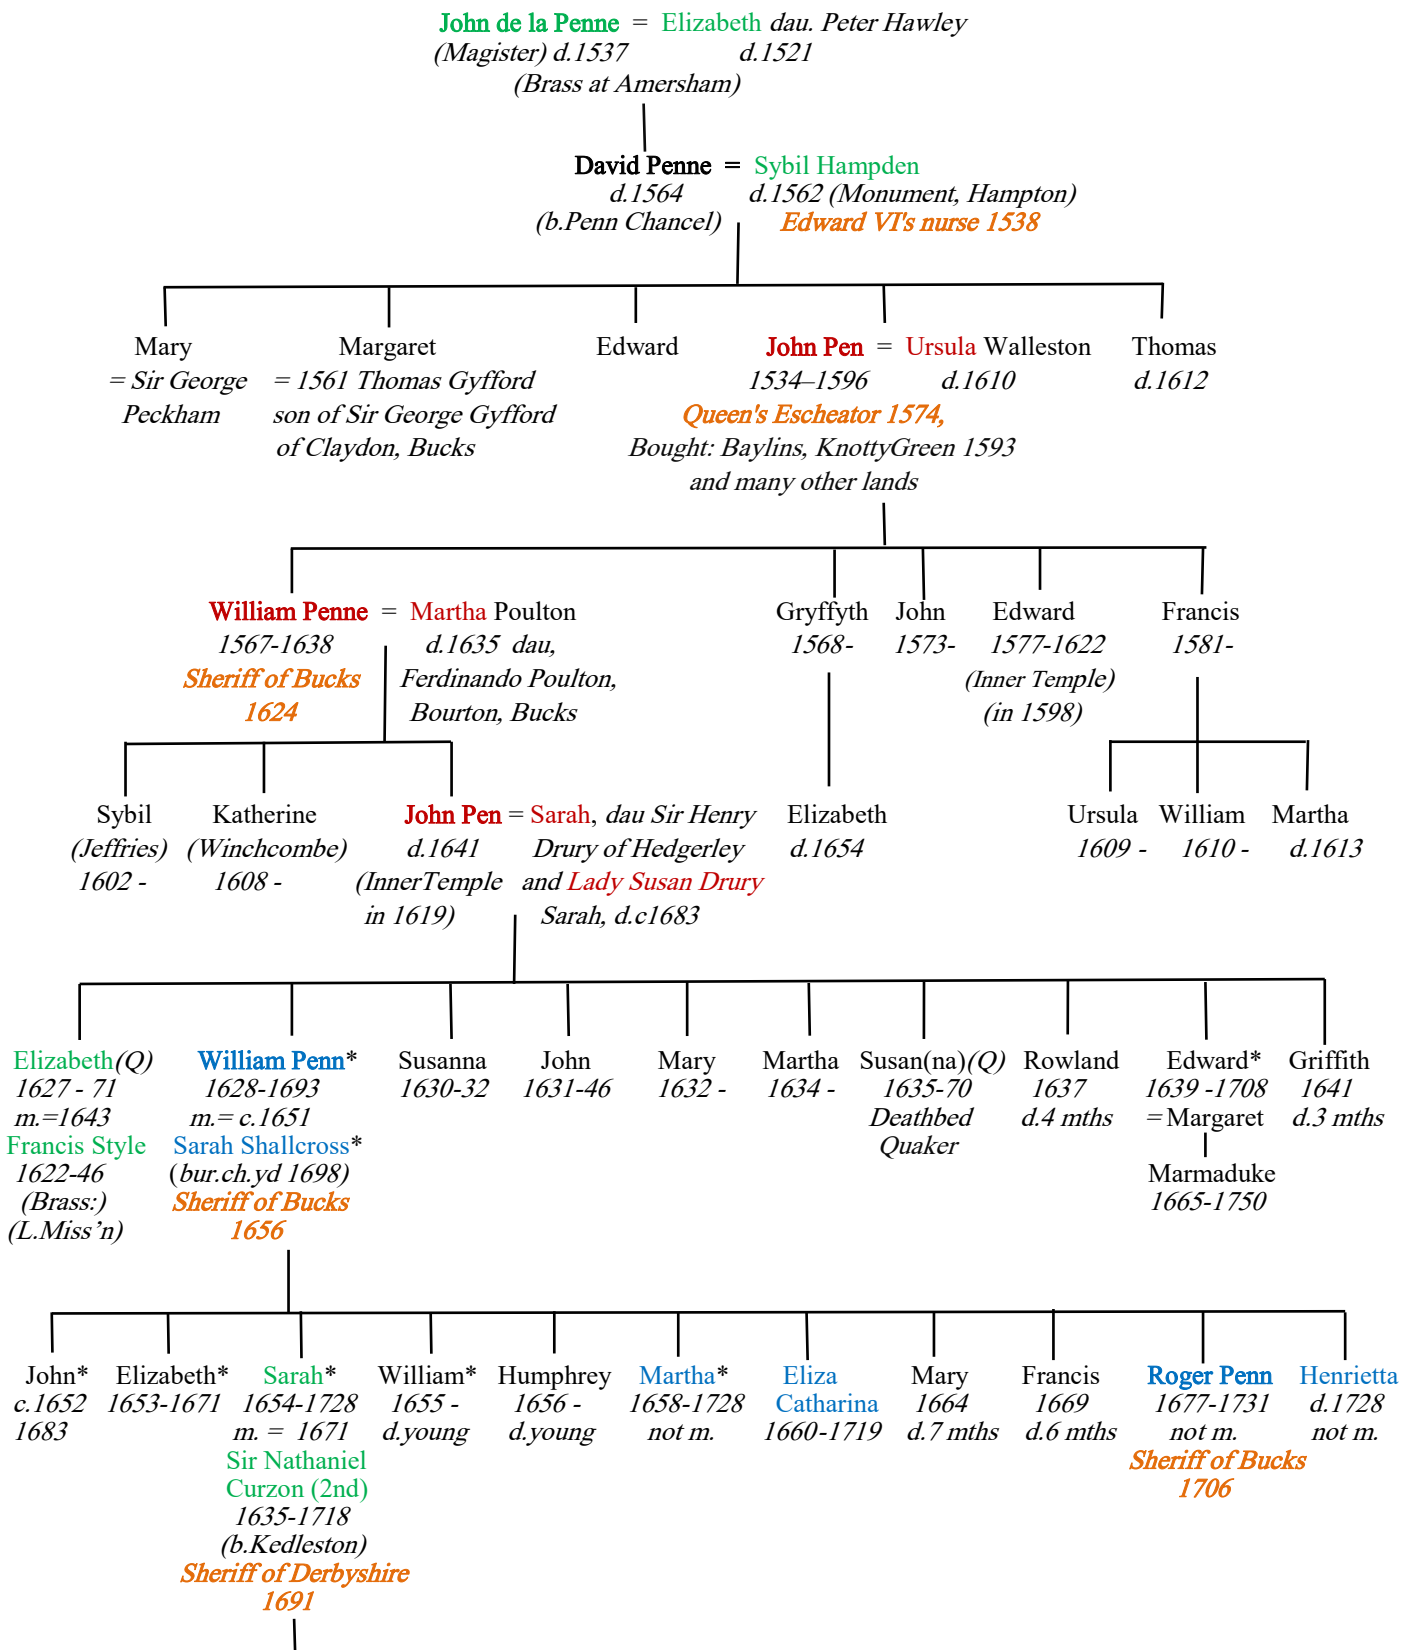 John de la Penne = Elizabeth dau. Peter Hawley
(Magister) d.1537 d.1521
(Brass at Amersham)
David Penne = Sybil Hampden
d.1564 d.1562 (Monument, Hampton)
(b.Penn Chancel) Edward VI's nurse 1538
Mary Margaret Edward John Pen = Ursula Walleston Thomas
= Sir George = 1561 Thomas Gyfford 1534–1596 d.1610 d.1612
Peckham son of Sir George Gyfford Queen's Escheator 1574,
of Claydon, Bucks Bought: Baylins, KnottyGreen 1593
and many other lands
William Penne = Martha Poulton Gryffyth John Edward Francis
1567-1638 d.1635 dau, 1568- 1573- 1577-1622 1581-
Sheriff of Bucks Ferdinando Poulton, (Inner Temple)
1624 Bourton, Bucks (in 1598)
Sybil Katherine John Pen = Sarah, dau Sir Henry Elizabeth Ursula William Martha
(Jeffries) (Winchcombe) d.1641 Drury of Hedgerley d.1654 1609 - 1610 - d.1613
1602 - 1608 - (InnerTemple and Lady Susan Drury
in 1619) Sarah, d.c1683
Elizabeth(Q) William Penn* Susanna John Mary Martha Susan(na)(Q) Rowland Edward* Griffith
1627 - 71 1628-1693 1630-32 1631-46 1632 - 1634 - 1635-70 1637 1639 -1708 1641
m.=1643 m.= c.1651 Deathbed d.4 mths = Margaret d.3 mths
Francis Style Sarah Shallcross* Quaker
1622-46 (bur.ch.yd 1698) Marmaduke
(Brass:) Sheriff of Bucks 1665-1750
(L.Miss’n) 1656
John* Elizabeth* Sarah* William* Humphrey Martha* Eliza Mary Francis Roger Penn Henrietta
c.1652 1653-1671 1654-1728 1655 - 1656 - 1658-1728 Catharina 1664 1669 1677-1731 d.1728
1683 m. = 1671 d.young d.young not m. 1660-1719 d.7 mths d.6 mths not m. not m.
Sir Nathaniel Sheriff of Bucks
Curzon (2nd) 1706
1635-1718
(b.Kedleston)
Sheriff of Derbyshire
1691